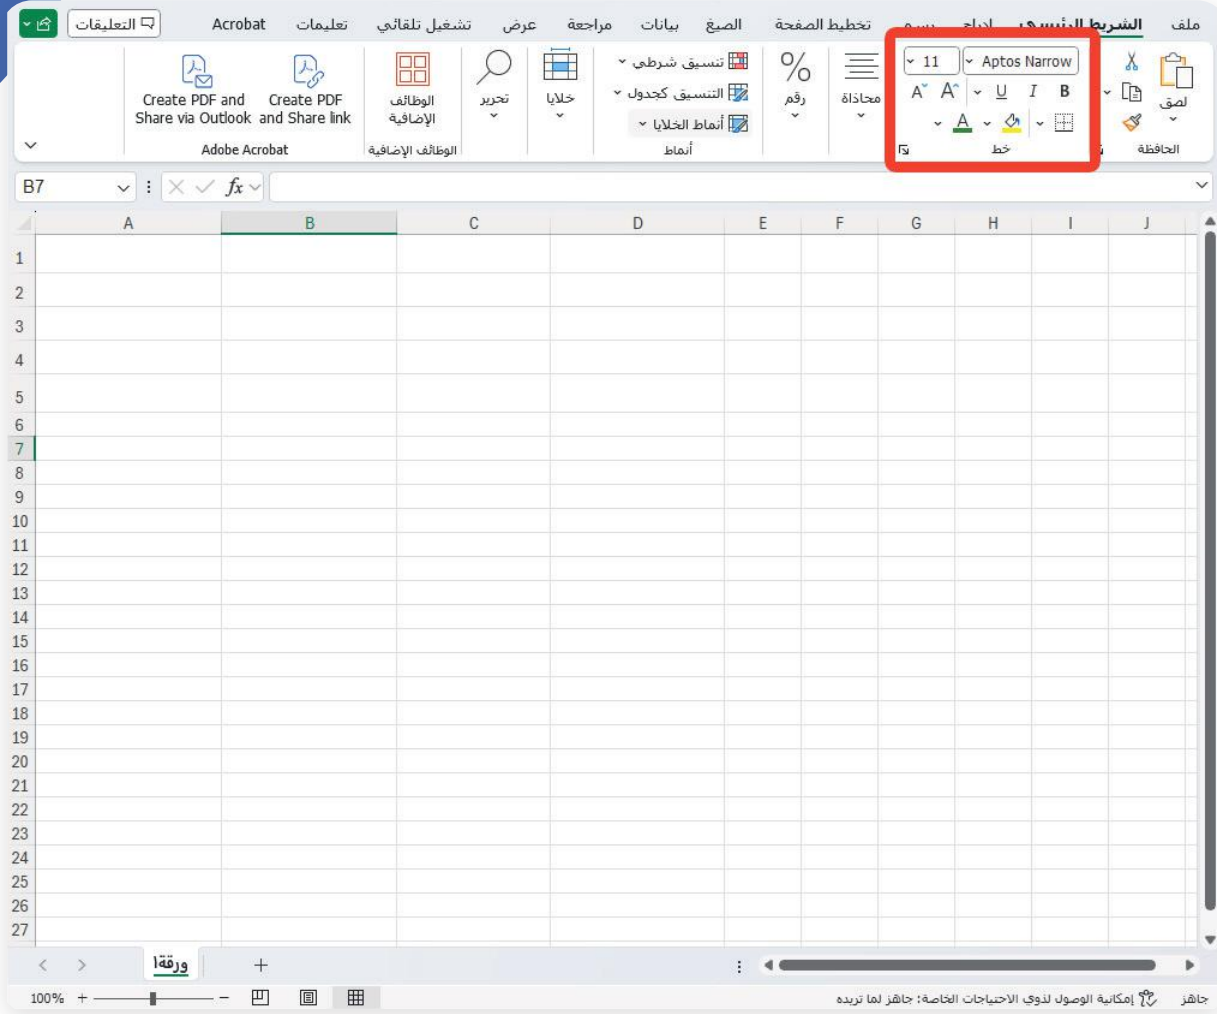 ملف الشريط الرئيسي إدراج رسم تخطيط الصفحة الصيغ بيانات مراجعة عرض تشغيل تلقائي تعليمات Acrobat التعليقات
لصق
الحافظة
Aptos Narrow 11
B I U A A
A
خط
محاذاة
% رقم
تنسيق شرطي
التنسيق كجدول
أنماط الخلايا
أنماط
خلايا
تحرير
الوظائف
الإضافية
الوظائف الإضافية
Create PDF
and Share link
Create PDF and
Share via Outlook
Adobe Acrobat
B7 fx
A B C D E F G H I J
1
2
3
4
5
6
7
8
9
10
11
12
13
14
15
16
17
18
19
20
21
22
23
24
25
26
27
ورقة1
جاهز إمكانية الوصول لذوي الاحتياجات الخاصة: جاهز لما تريده 100%